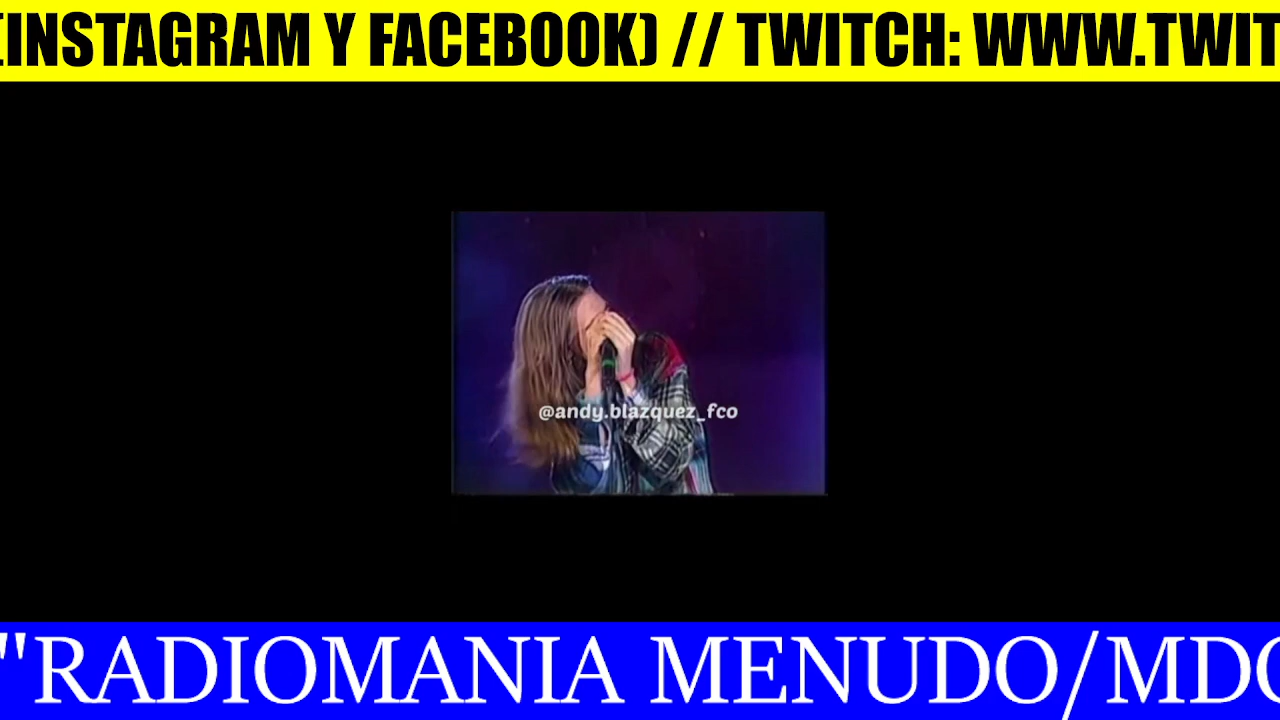 (INSTAGRAM Y FACEBOOK) // TWITCH: WWW.TWIT
@andy.blazquez_fco
"RADIOMANIA MENUDO/MDO